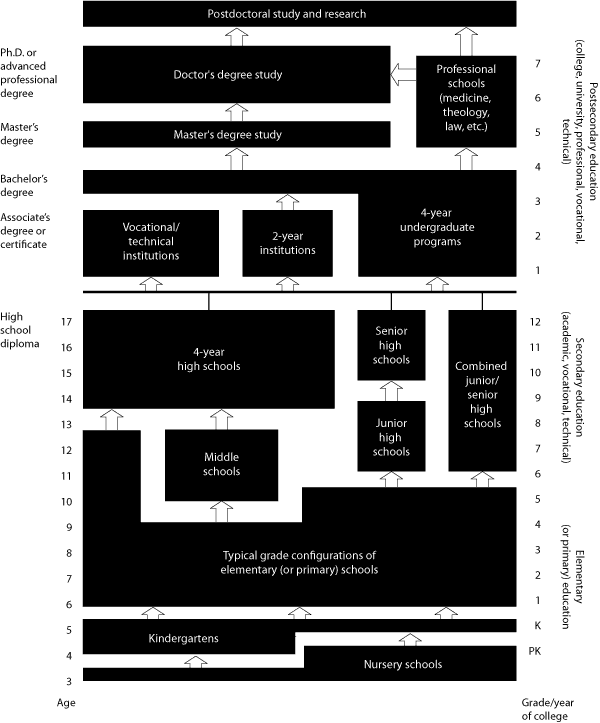 Postdoctoral study and research
Ph.D. or
advanced
professional
degree
Doctor's degree study
Professional
schools
(medicine,
theology,
law, etc.)
7
6
Master's
degree
Master's degree study
5
4
Bachelor's
degree
3
Associate's
degree or
certificate
Vocational/
technical
institutions
2-year
institutions
4-year
undergraduate
programs
2
1
Postsecondary education
(college, university, professional, vocational,
technical)
High
school
diploma
17
16
15
14
13
12
11
10
9
8
7
6
5
4
3
4-year
high schools
Senior
high
schools
Combined
junior/
senior
high
schools
Junior
high
schools
Middle
schools
12
11
10
9
8
7
6
5
4
3
2
1
K
PK
Secondary education
(academic, vocational, technical)
Typical grade configurations of
elementary (or primary) schools
Elementary
(or primary) education
Kindergartens
Nursery schools
Age
Grade/year
of college